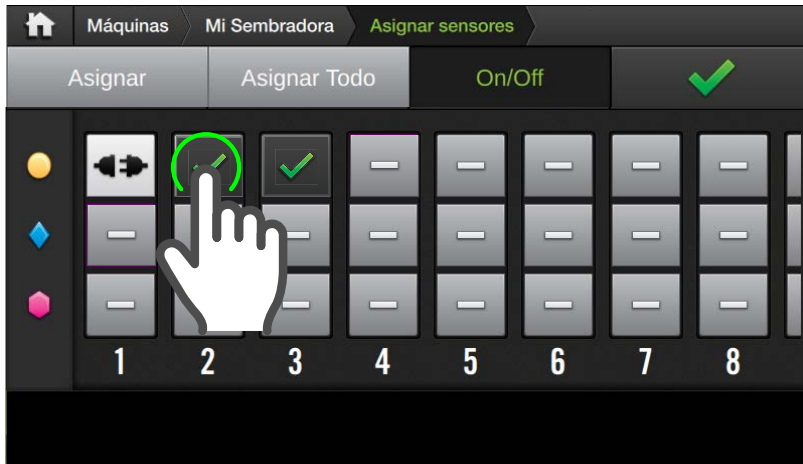 Máquinas Mi Sembradora Asignar sensores
Asignar Asignar Todo On/Off
1 2 3 4 5 6 7 8